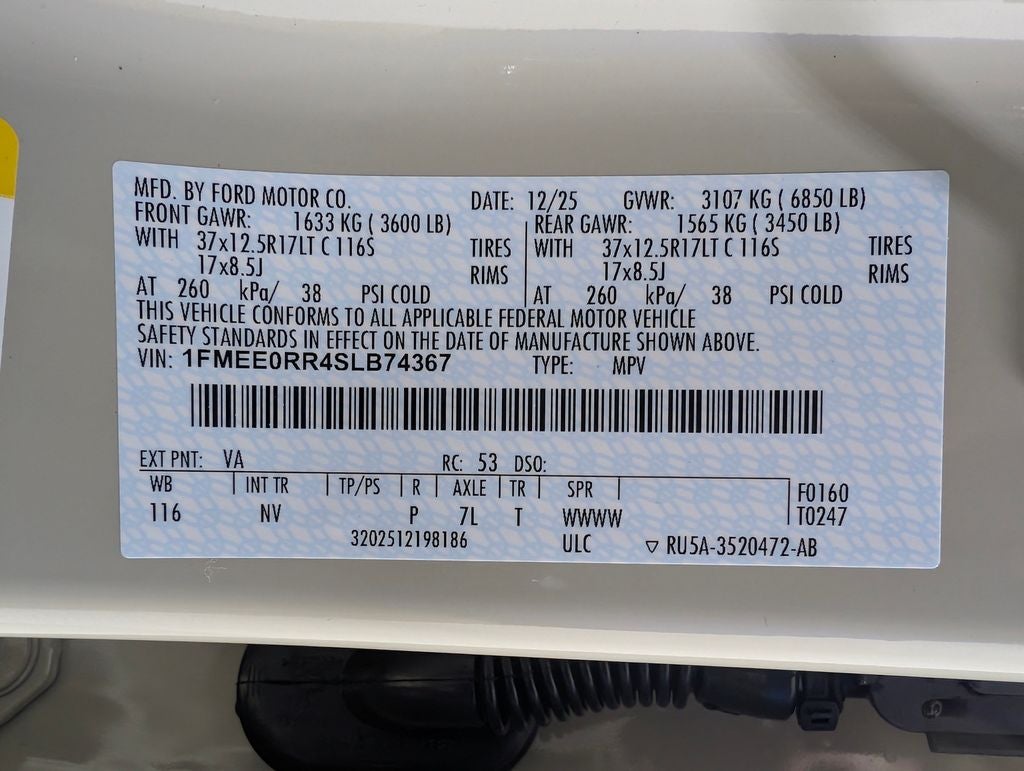 MFD. BY FORD MOTOR CO. DATE: 12/25 GVWR: 3107 KG ( 6850 LB)
FRONT GAWR: 1633 KG ( 3600 LB) REAR GAWR: 1565 KG ( 3450 LB)
WITH 37x12.5R17LT C 116S TIRES WITH 37x12.5R17LT C 116S TIRES
17x8.5J RIMS 17x8.5J RIMS
AT 260 kPa/ 38 PSI COLD AT 260 kPa/ 38 PSI COLD
THIS VEHICLE CONFORMS TO ALL APPLICABLE FEDERAL MOTOR VEHICLE
SAFETY STANDARDS IN EFFECT ON THE DATE OF MANUFACTURE SHOWN ABOVE.
VIN: 1FMEE0RR4SLB74367 TYPE: MPV
EXT PNT: VA RC: 53 DSO:
WB INT TR TP/PS R AXLE TR SPR F0160
116 NV P 7L T WWWW T0247
3202512198186 ULC ▽ RU5A-3520472-AB